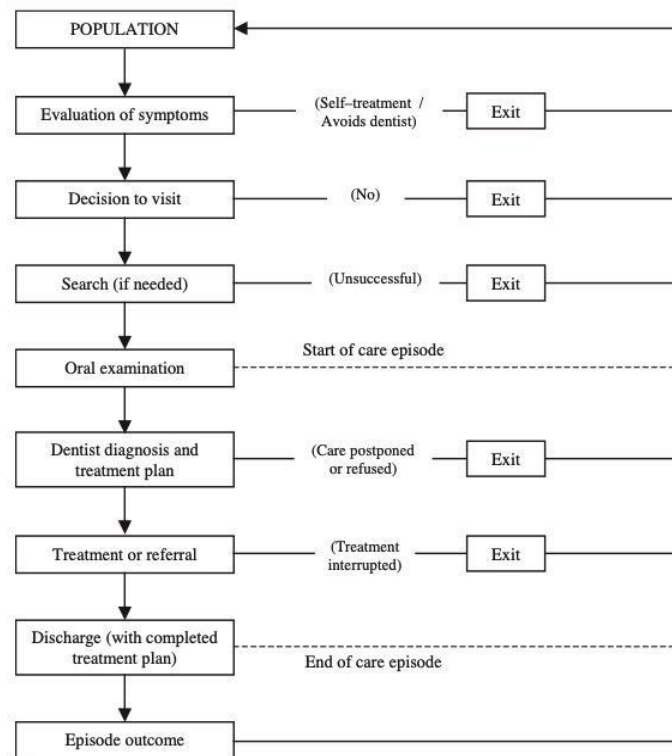 POPULATION
Evaluation of symptoms
(Self–treatment /
Avoids dentist)
Exit
Decision to visit
(No)
Exit
Search (if needed)
(Unsuccessful)
Exit
Start of care episode
Oral examination
Dentist diagnosis and
treatment plan
(Care postponed
or refused)
Exit
Treatment or referral
(Treatment
interrupted)
Exit
Discharge (with completed
treatment plan)
End of care episode
Episode outcome